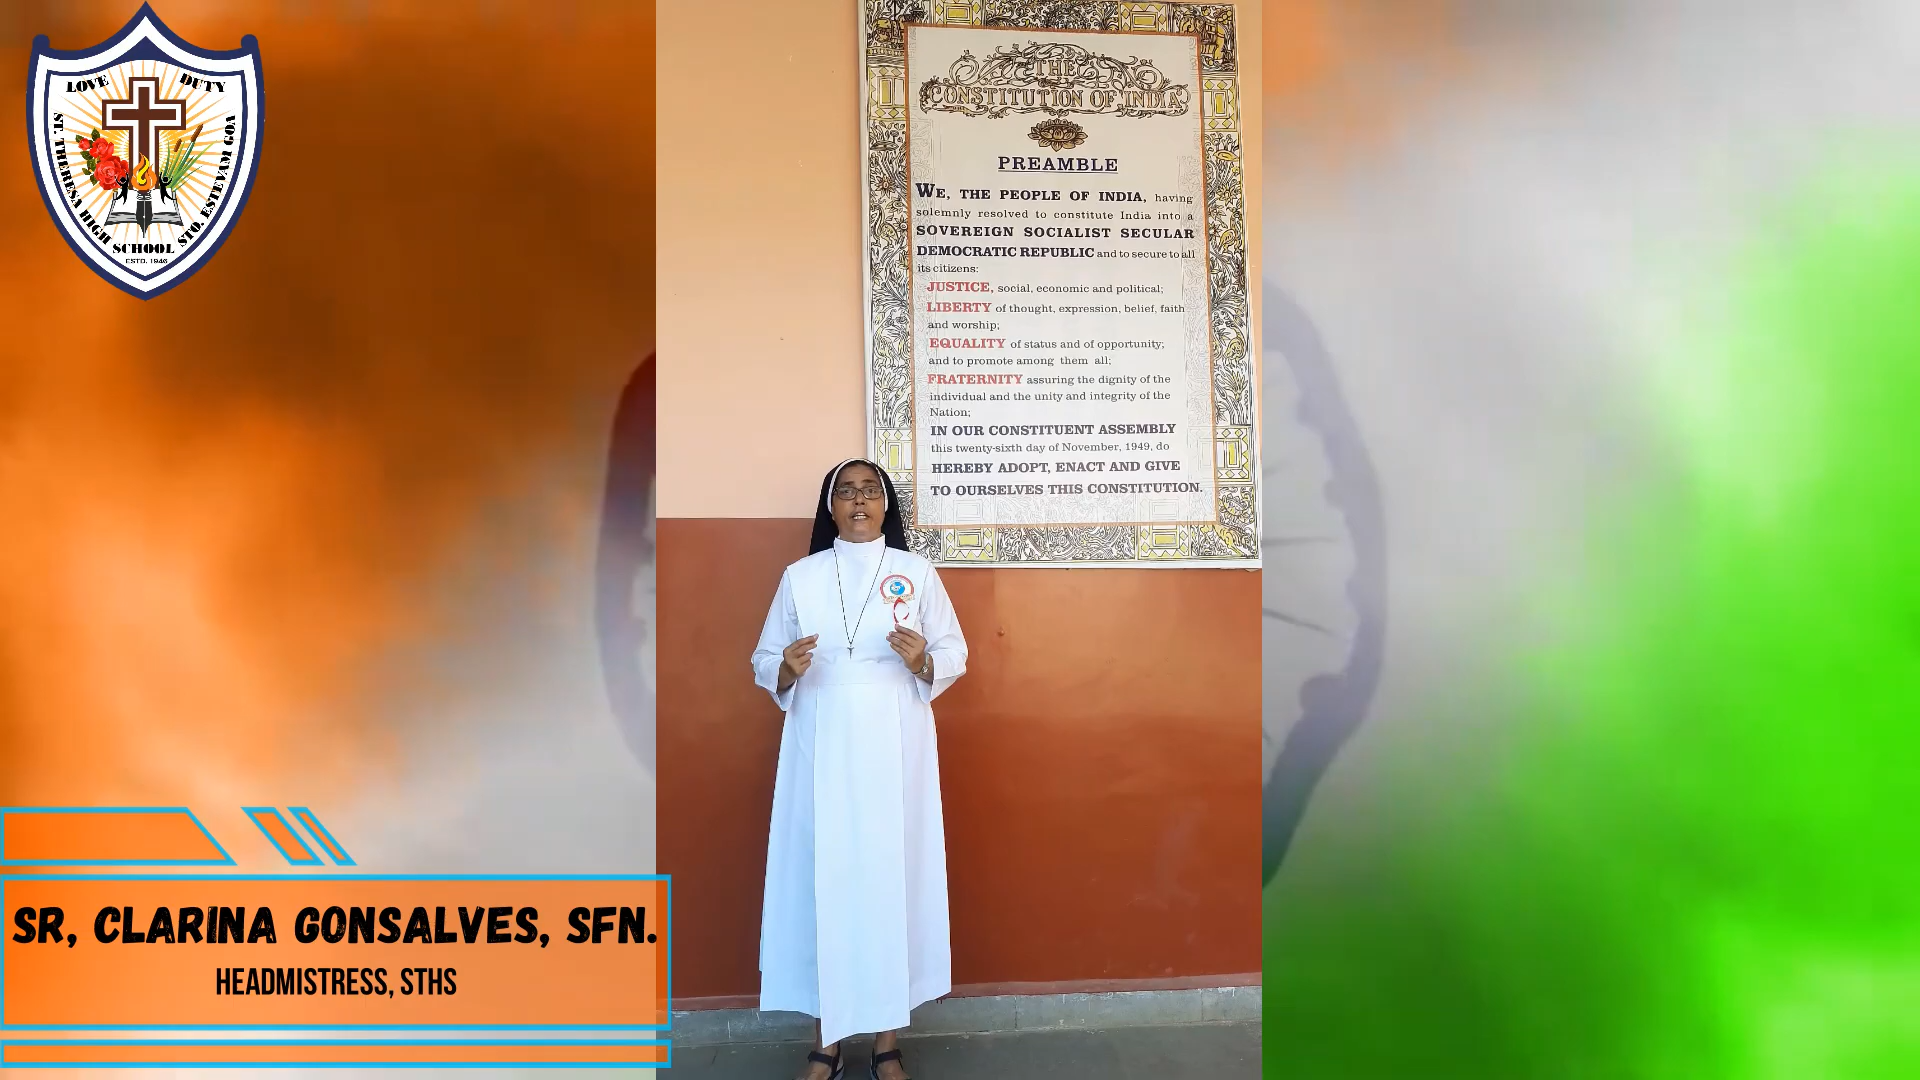 LOVE DUTY
ST. THERESA HIGH SCHOOL STO. ESTEVAM GOA
ESTD. 1946
THE
CONSTITUTION OF INDIA
PREAMBLE
WE, THE PEOPLE OF INDIA, having
solemnly resolved to constitute India into a
SOVEREIGN SOCIALIST SECULAR
DEMOCRATIC REPUBLIC and to secure to all
its citizens:
JUSTICE, social, economic and political;
LIBERTY of thought, expression, belief, faith
and worship;
EQUALITY of status and of opportunity;
and to promote among them all;
FRATERNITY assuring the dignity of the
individual and the unity and integrity of the
Nation;
IN OUR CONSTITUENT ASSEMBLY
this twenty-sixth day of November, 1949, do
HEREBY ADOPT, ENACT AND GIVE
TO OURSELVES THIS CONSTITUTION.
SR, CLARINA GONSALVES, SFN.
HEADMISTRESS, STHS